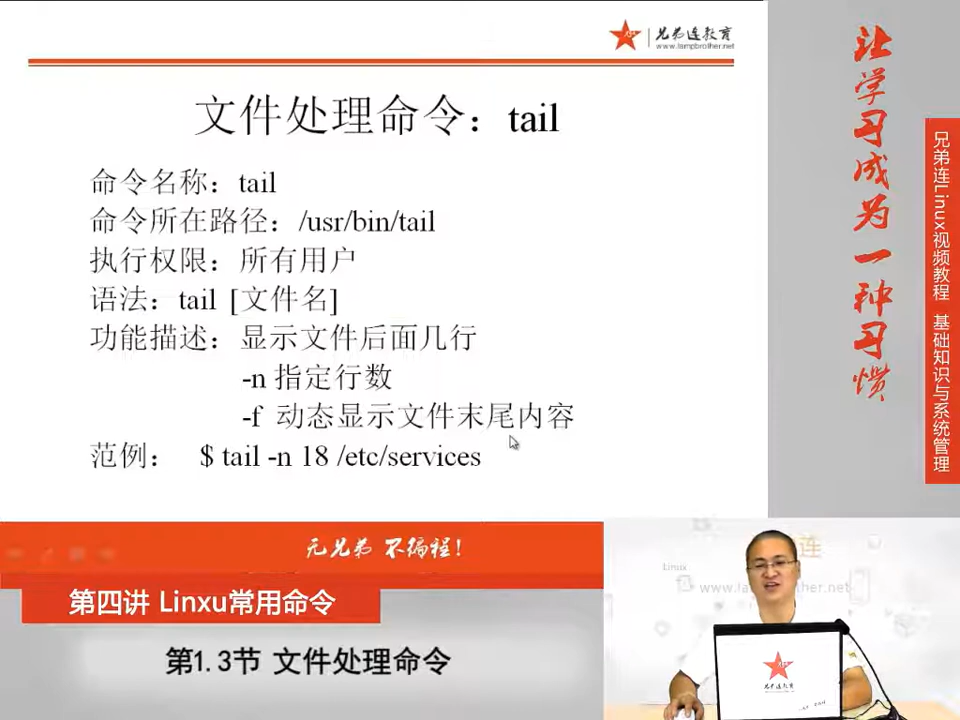 兄弟连教育
www.lampbrother.net
文件处理命令：tail
命令名称：tail
命令所在路径：/usr/bin/tail
执行权限：所有用户
语法：tail [文件名]
功能描述：显示文件后面几行
-n 指定行数
-f 动态显示文件末尾内容
范例： $ tail -n 18 /etc/services
让学习成为一种习惯
兄弟连Linux视频教程 基础知识与系统管理
无兄弟 不编程！
第四讲 Linxu常用命令
第1.3节 文件处理命令
连
Linux
www.lampbrother.net
兄弟连教育